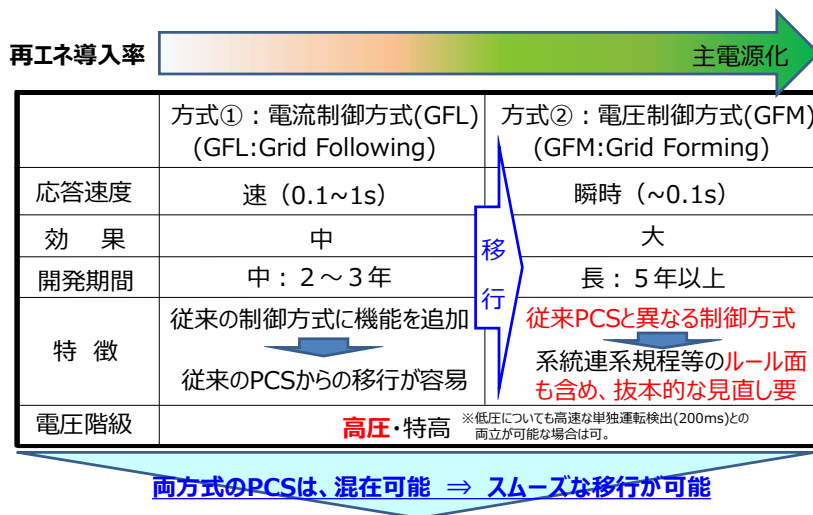 再エネ導入率
主電源化
方式①：電流制御方式(GFL)
(GFL:Grid Following)
方式②：電圧制御方式(GFM)
(GFM:Grid Forming)
応答速度
速（0.1~1s）
瞬時（~0.1s）
効　果
中
大
移行
開発期間
中：２～３年
長：５年以上
特 徴
従来の制御方式に機能を追加
従来のPCSからの移行が容易
従来PCSと異なる制御方式
系統連系規程等のルール面
も含め、抜本的な見直し要
電圧階級
高圧・特高
※低圧についても高速な単独運転検出(200ms)との
両立が可能な場合は可。
両方式のPCSは、混在可能 ⇒ スムーズな移行が可能